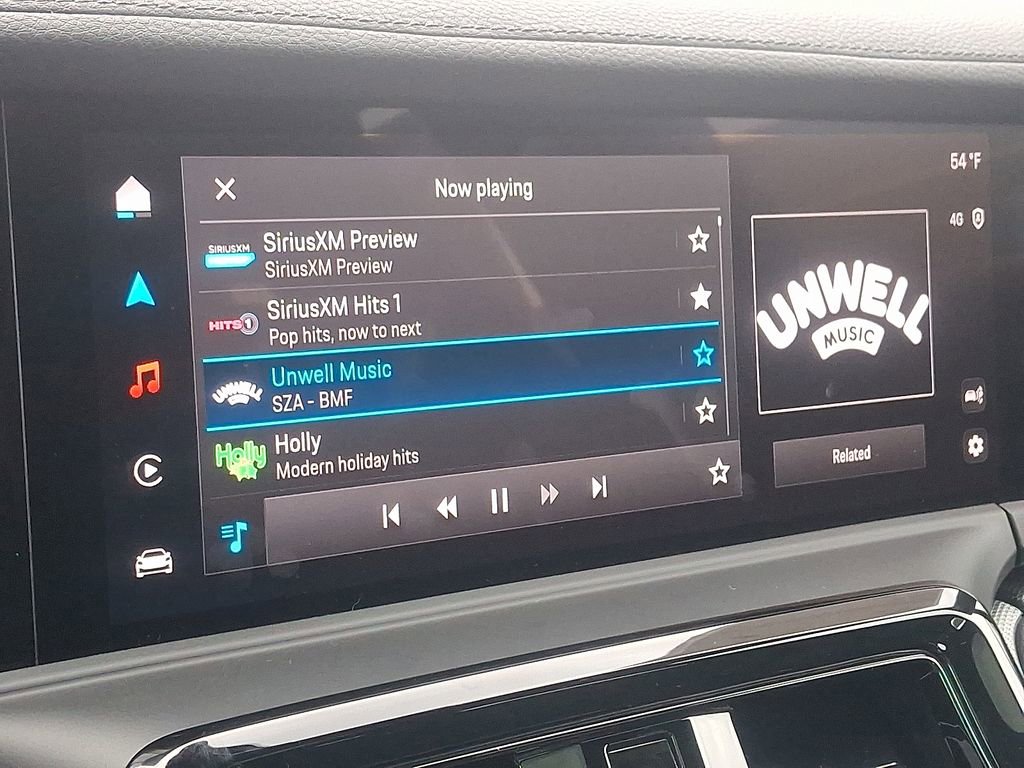 Now playing
54 °F
4G
SIRIUSXM
SiriusXM Preview
SiriusXM Preview
HITS 1
SiriusXM Hits 1
Pop hits, now to next
UNWELL
Unwell Music
SZA - BMF
Holly
Holly
Modern holiday hits
UNWELL
MUSIC
Related